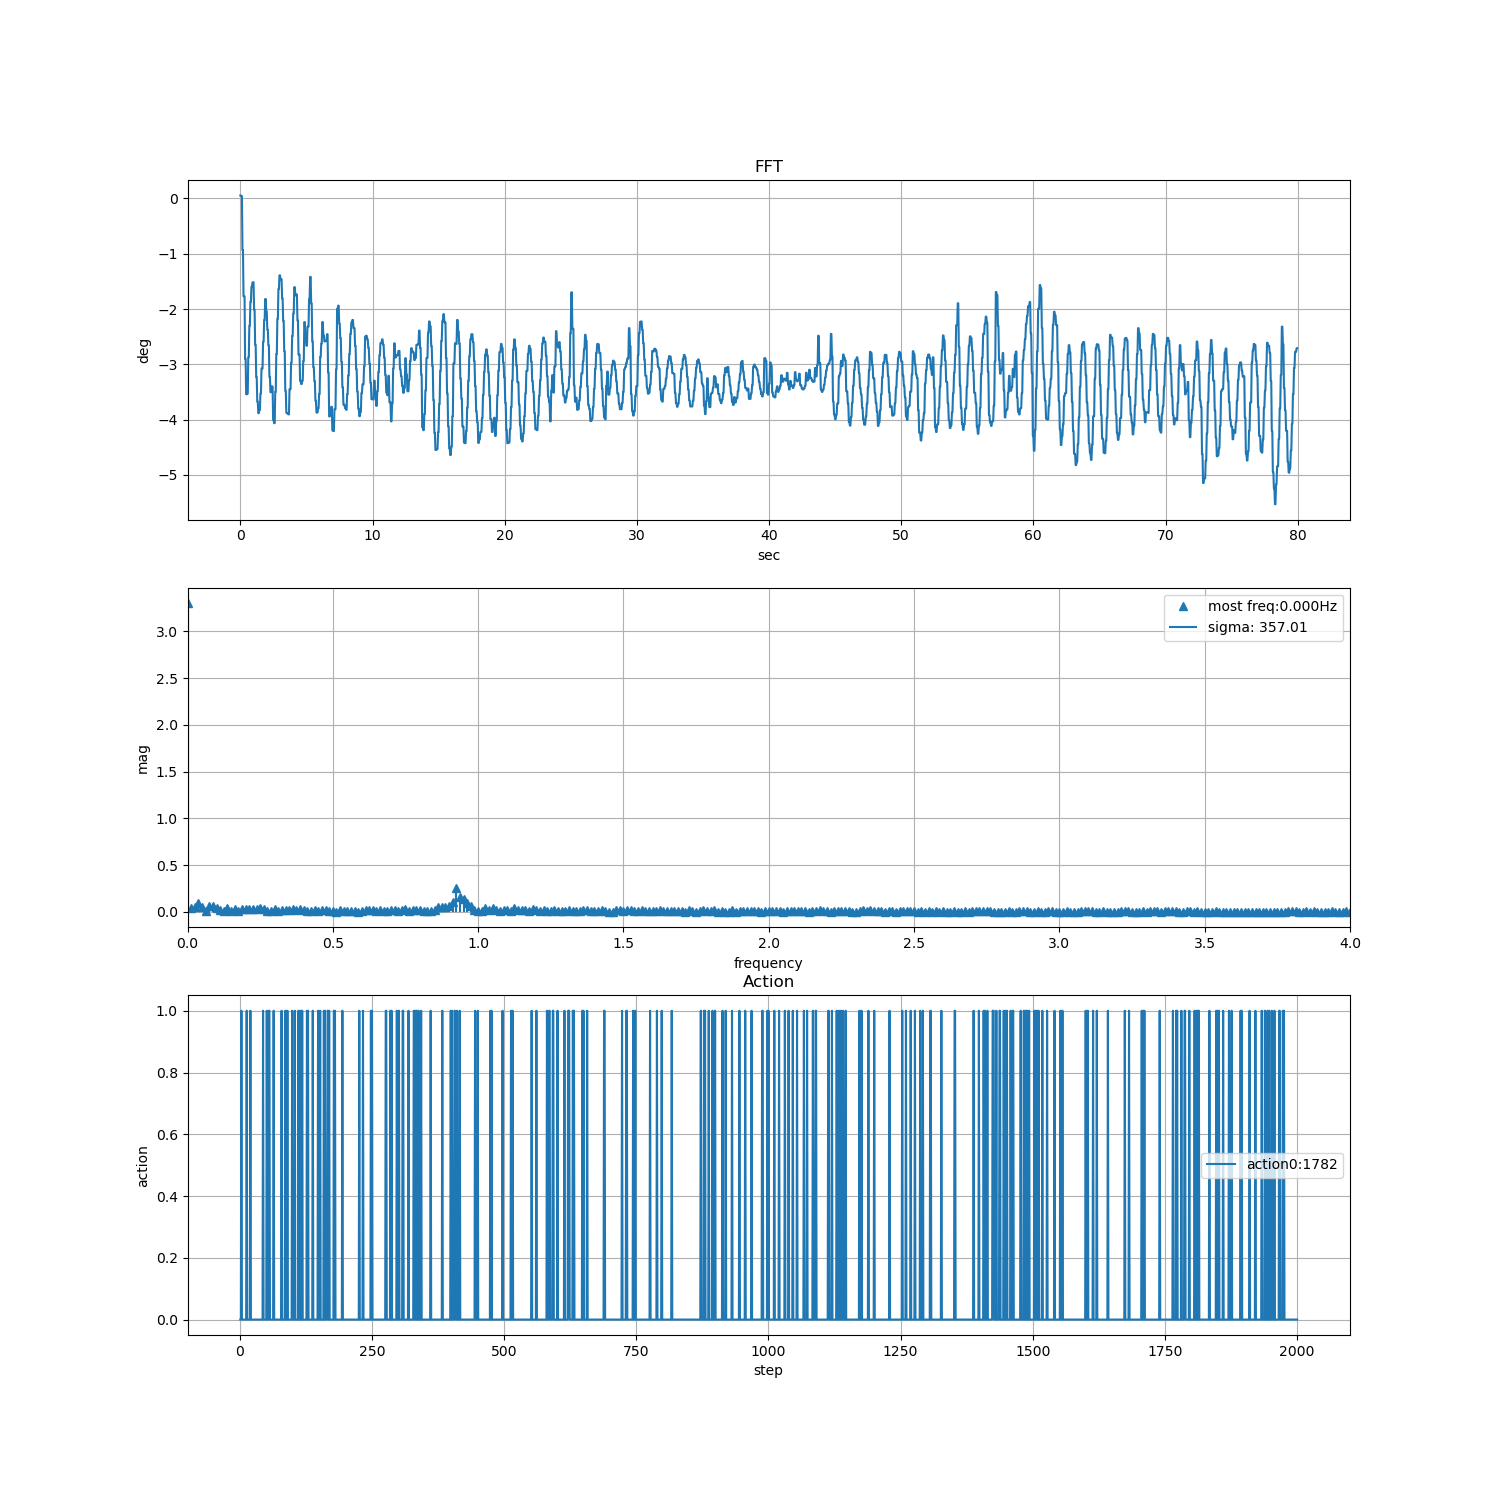 FFT
0
−1
−2
−3
−4
−5
deg
0 10 20 30 40 50 60 70 80
sec
most freq:0.000Hz
sigma: 357.01
3.0
2.5
2.0
1.5
1.0
0.5
0.0
mag
0.0 0.5 1.0 1.5 2.0 2.5 3.0 3.5 4.0
frequency
Action
1.0
0.8
0.6
0.4
0.2
0.0
action
action0:1782
0 250 500 750 1000 1250 1500 1750 2000
step